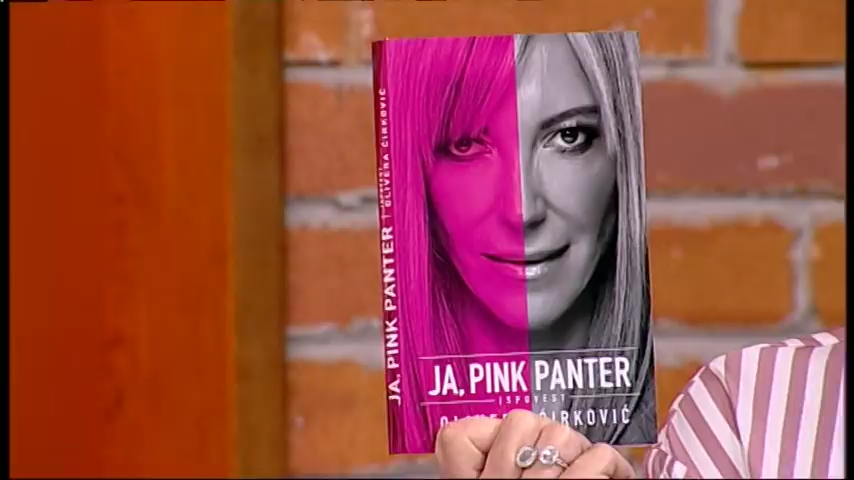 JA, PINK PANTER
ISPOVEST
ĆIRKOVIĆ
JA, PINK PANTER
OLIVERA ĆIRKOVIĆ